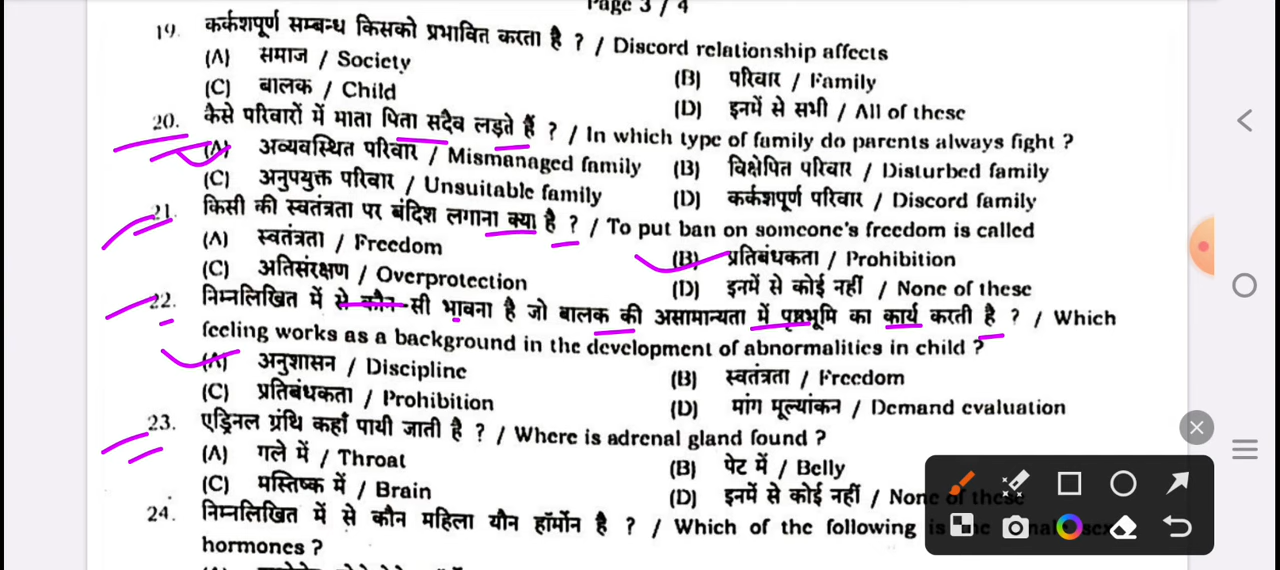 Page 3 / 4
19. कर्कशपूर्ण सम्बन्ध किसको प्रभावित करता है ? / Discord relationship affects
(A) समाज / Society (B) परिवार / Family
(C) बालक / Child (D) इनमें से सभी / All of these
20. कैसे परिवारों में माता पिता सदैव लड़ते हैं ? / In which type of family do parents always fight ?
(A) अव्यवस्थित परिवार / Mismanaged family (B) विक्षेपित परिवार / Disturbed family
(C) अनुपयुक्त परिवार / Unsuitable family (D) कर्कशपूर्ण परिवार / Discord family
21. किसी की स्वतंत्रता पर बंदिश लगाना क्या है ? / To put ban on someone's freedom is called
(A) स्वतंत्रता / Freedom (B) प्रतिबंधकता / Prohibition
(C) अतिसंरक्षण / Overprotection (D) इनमें से कोई नहीं / None of these
22. निम्नलिखित में से कौन-सी भावना है जो बालक की असामान्यता में पृष्ठभूमि का कार्य करती है ? / Which
feeling works as a background in the development of abnormalities in child ?
(A) अनुशासन / Discipline (B) स्वतंत्रता / Freedom
(C) प्रतिबंधकता / Prohibition (D) मांग मूल्यांकन / Demand evaluation
23. एड्रिनल ग्रंथि कहाँ पायी जाती है ? / Where is adrenal gland found ?
(A) गले में / Throat (B) पेट में / Belly
(C) मस्तिष्क में / Brain (D) इनमें से कोई नहीं / None of these
24. निम्नलिखित में से कौन महिला यौन हॉर्मोन है ? / Which of the following
hormones ?